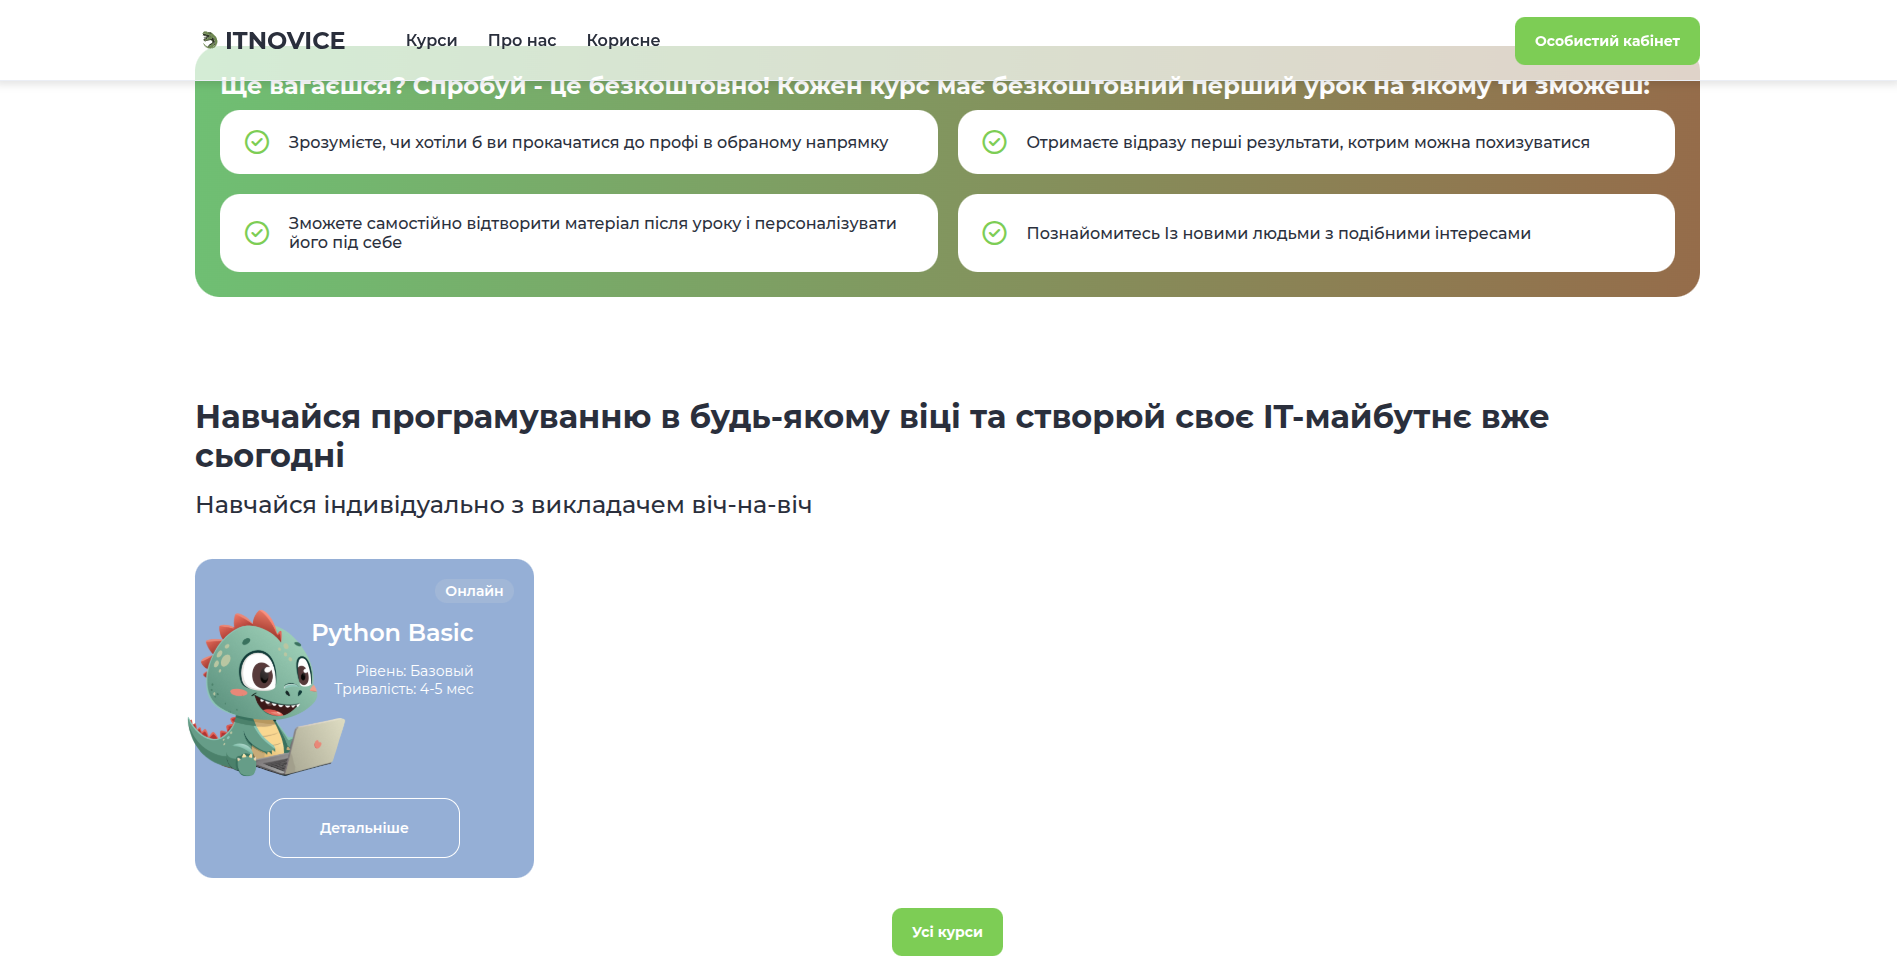 ITNOVICE
Курси
Про нас
Корисне
Особистий кабінет
Ще вагаєшся? Спробуй - це безкоштовно! Кожен курс має безкоштовний перший урок на якому ти зможеш:
Зрозумієте, чи хотіли б ви прокачатися до профі в обраному напрямку
Отримаєте відразу перші результати, котрим можна похизуватися
Зможете самостійно відтворити матеріал після уроку і персоналізувати
його під себе
Познайомитесь Із новими людьми з подібними інтересами
Навчайся програмуванню в будь-якому віці та створюй своє ІТ-майбутнє вже
сьогодні
Навчайся індивідуально з викладачем віч-на-віч
Онлайн
Python Basic
Рівень: Базовый
Тривалість: 4-5 мес
Детальніше
Усі курси